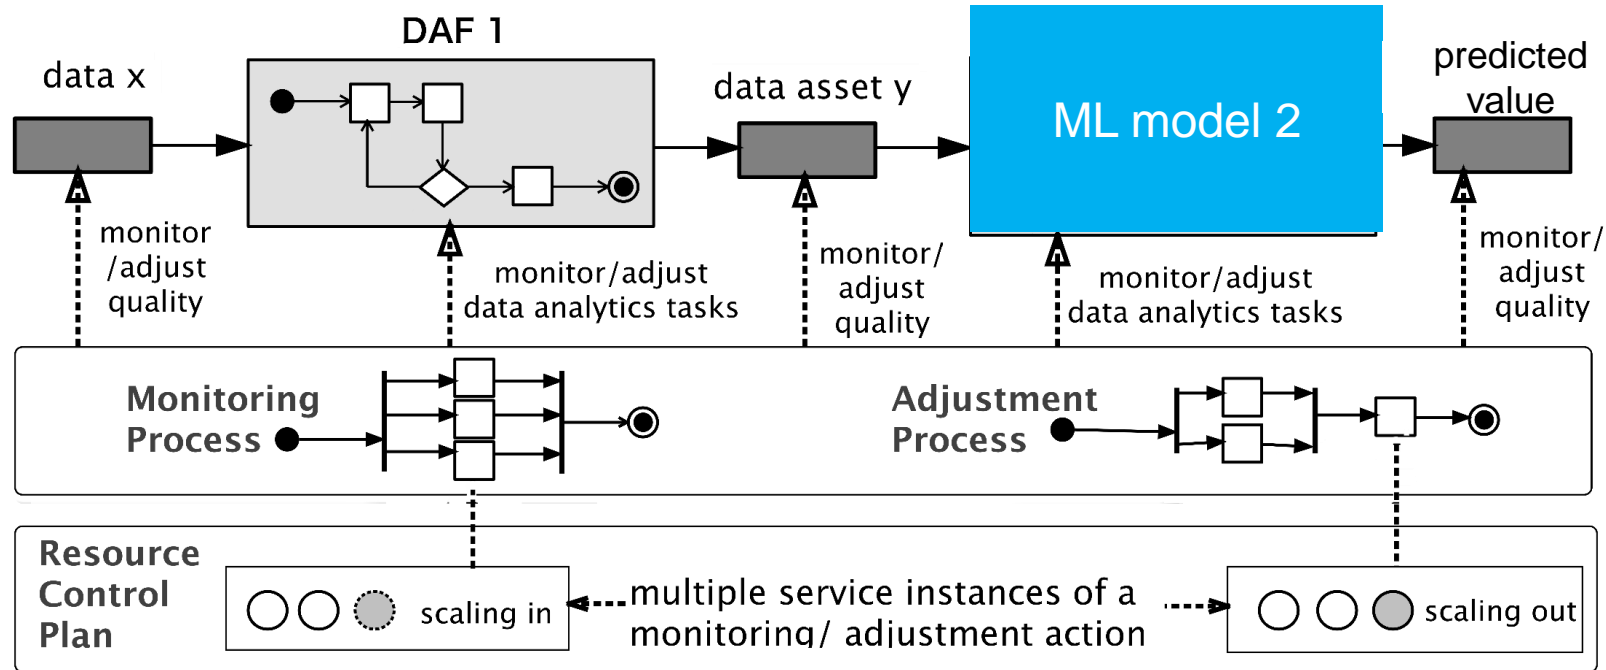 DAF 1
data x
data asset y
ML model 2
predicted
value
monitor
/adjust
quality
monitor/adjust
data analytics tasks
monitor/
adjust
quality
monitor/adjust
data analytics tasks
monitor/
adjust
quality
Monitoring
Process
Adjustment
Process
Resource
Control
Plan
scaling in
multiple service instances of a
monitoring/ adjustment action
scaling out